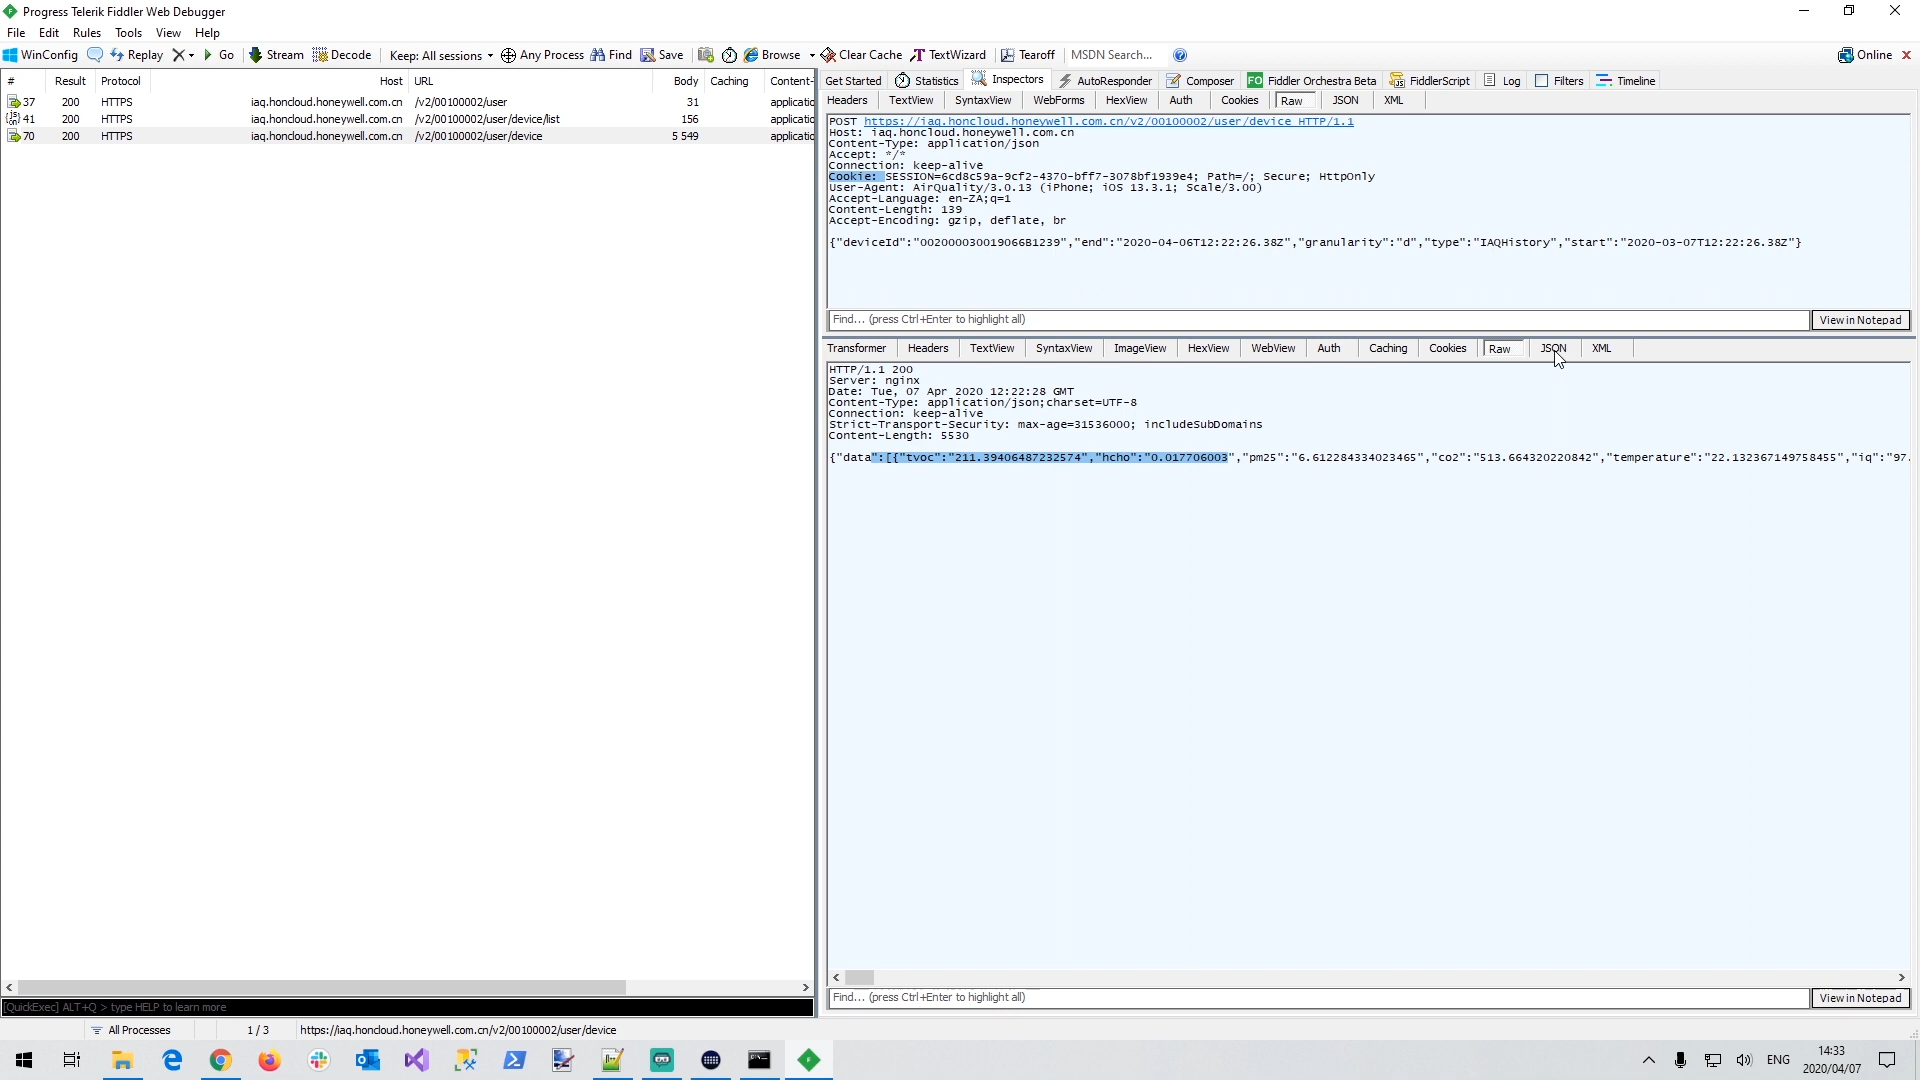 Progress Telerik Fiddler Web Debugger
File Edit Rules Tools View Help
WinConfig Replay Go Stream Decode Keep: All sessions Any Process Find Save Browse Clear Cache TextWizard Tearoff MSDN Search... Online
# Result Protocol Host URL Body Caching Content-
37 200 HTTPS iaq.honcloud.honeywell.com.cn /v2/00100002/user 31 applicatio
41 200 HTTPS iaq.honcloud.honeywell.com.cn /v2/00100002/user/device/list 156 applicatio
70 200 HTTPS iaq.honcloud.honeywell.com.cn /v2/00100002/user/device 5 549 applicatio
Get Started Statistics Inspectors AutoResponder Composer FO Fiddler Orchestra Beta FiddlerScript Log Filters Timeline
Headers TextView SyntaxView WebForms HexView Auth Cookies Raw JSON XML
POST https://iaq.honcloud.honeywell.com.cn/v2/00100002/user/device HTTP/1.1
Host: iaq.honcloud.honeywell.com.cn
Content-Type: application/json
Accept: */*
Connection: keep-alive
Cookie: SESSION=6cd8c59a-9cf2-4370-bff7-3078bf1939e4; Path=/; Secure; HttpOnly
User-Agent: AirQuality/3.0.13 (iPhone; iOS 13.3.1; Scale/3.00)
Accept-Language: en-ZA;q=1
Content-Length: 139
Accept-Encoding: gzip, deflate, br
{"deviceId":"002000030019066B1239","end":"2020-04-06T12:22:26.38Z","granularity":"d","type":"IAQHistory","start":"2020-03-07T12:22:26.38Z"}
Find... (press Ctrl+Enter to highlight all) View in Notepad
Transformer Headers TextView SyntaxView ImageView HexView WebView Auth Caching Cookies Raw JSON XML
HTTP/1.1 200
Server: nginx
Date: Tue, 07 Apr 2020 12:22:28 GMT
Content-Type: application/json;charset=UTF-8
Connection: keep-alive
Strict-Transport-Security: max-age=31536000; includeSubDomains
Content-Length: 5530
{"data":[{"tvoc":"211.39406487232574","hcho":"0.017706003","pm25":"6.612284334023465","co2":"513.664320220842","temperature":"22.132367149758455","iq":"97.
Find... (press Ctrl+Enter to highlight all) View in Notepad
[QuickExec] ALT+Q > type HELP to learn more
All Processes 1 / 3 https://iaq.honcloud.honeywell.com.cn/v2/00100002/user/device
ENG 14:33
2020/04/07